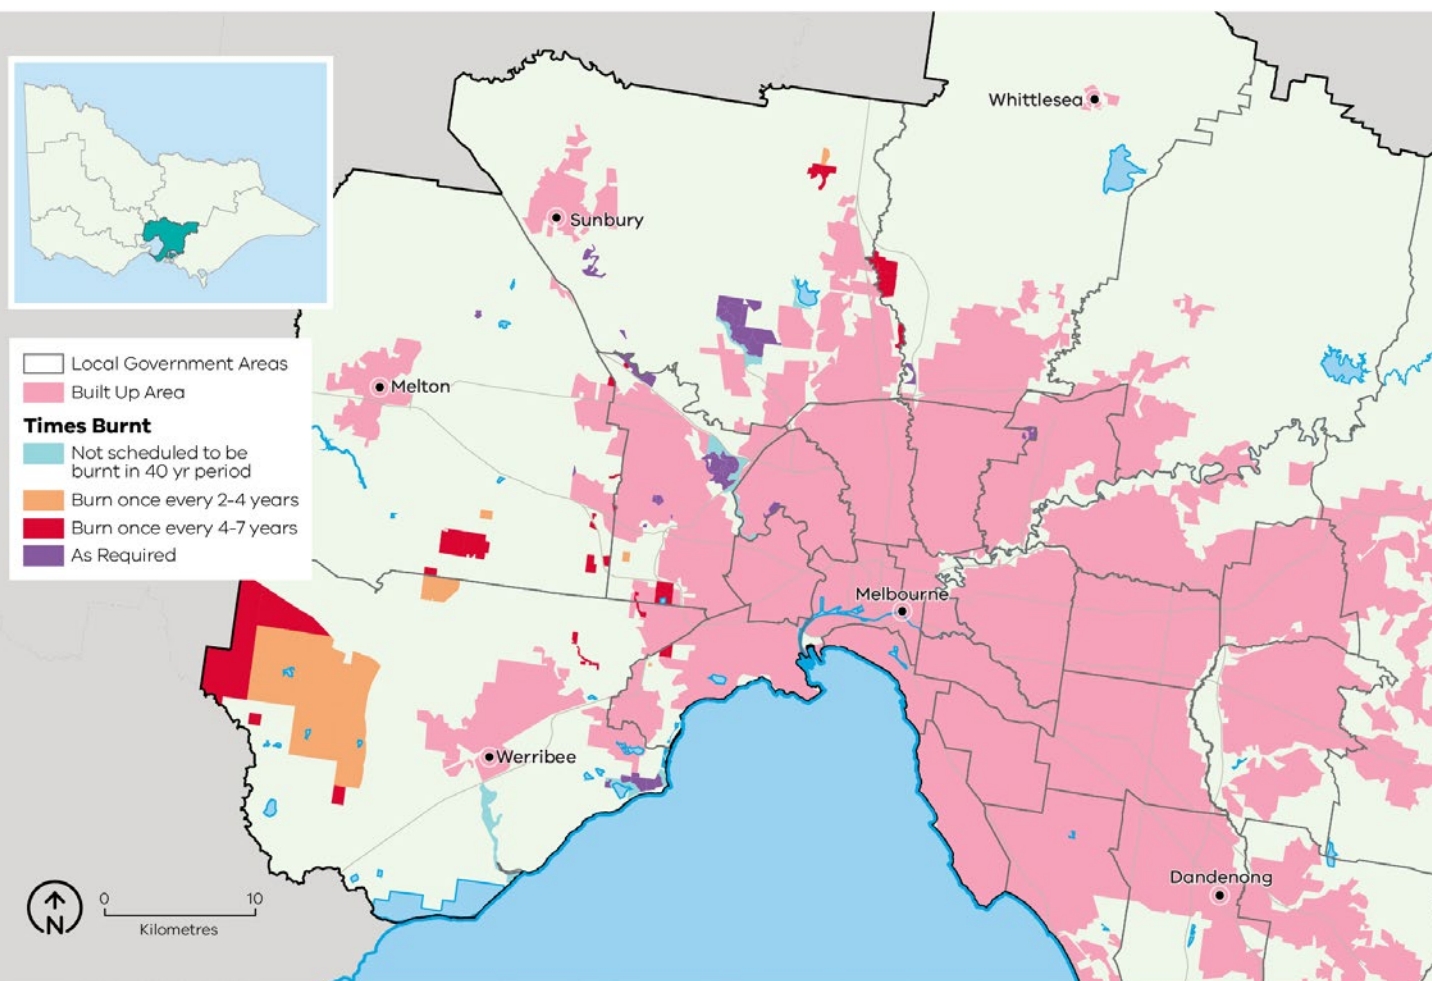 Whittlesea
Sunbury
Local Government Areas
Built Up Area
Melton
Times Burnt
Not scheduled to be
burnt in 40 yr period
Burn once every 2-4 years
Burn once every 4-7 years
As Required
Melbourne
Werribee
Dandenong
0 10
N
Kilometres